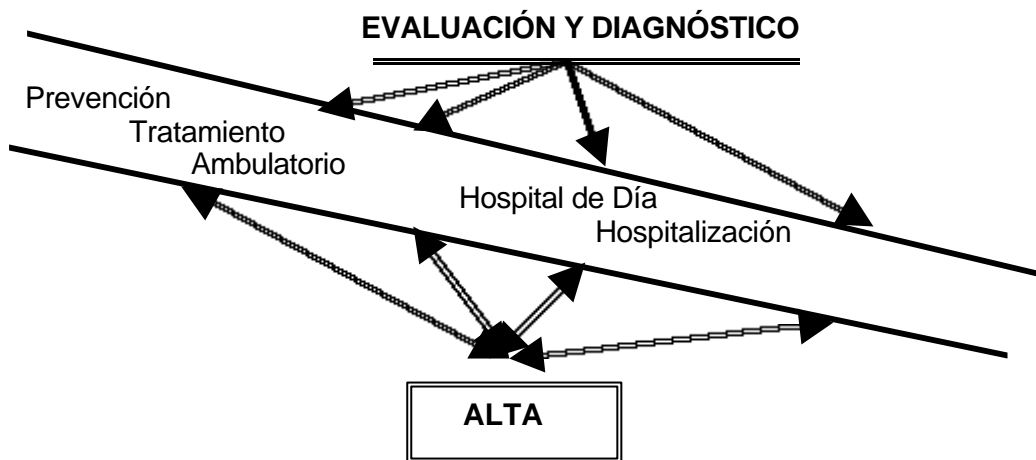 EVALUACIÓN Y DIAGNÓSTICO
Prevención
Tratamiento
Ambulatorio
Hospital de Día
Hospitalización
ALTA